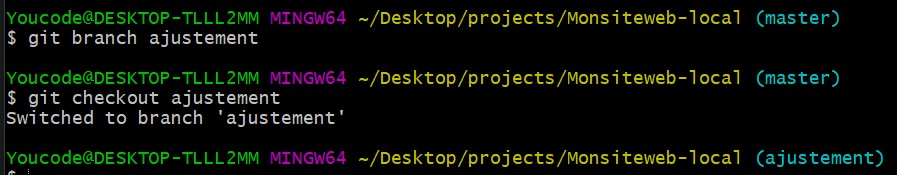 Youcode@DESKTOP-TLLL2MM MINGW64 ~/Desktop/projects/Monsiteweb-local (master)
$ git branch ajustement
Youcode@DESKTOP-TLLL2MM MINGW64 ~/Desktop/projects/Monsiteweb-local (master)
$ git checkout ajustement
Switched to branch 'ajustement'
Youcode@DESKTOP-TLLL2MM MINGW64 ~/Desktop/projects/Monsiteweb-local (ajustement)
$